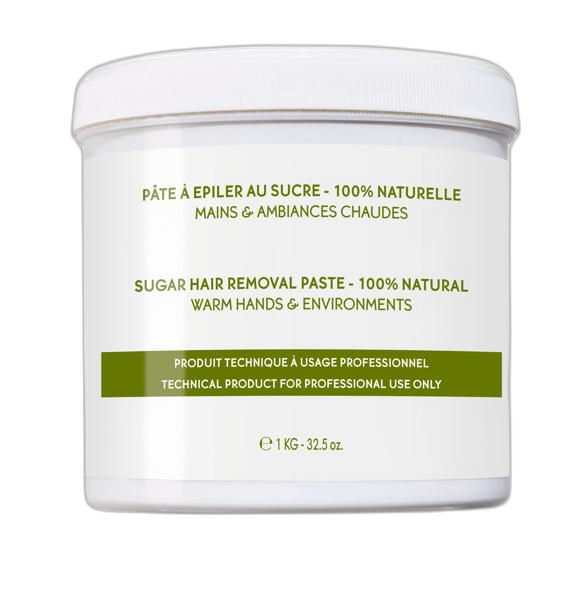 PÂTE À EPILER AU SUCRE - 100% NATURELLE
MAINS & AMBIANCES CHAUDES
SUGAR HAIR REMOVAL PASTE - 100% NATURAL
WARM HANDS & ENVIRONMENTS
PRODUIT TECHNIQUE À USAGE PROFESSIONNEL
TECHNICAL PRODUCT FOR PROFESSIONAL USE ONLY
℮ 1 KG - 32.5 oz.